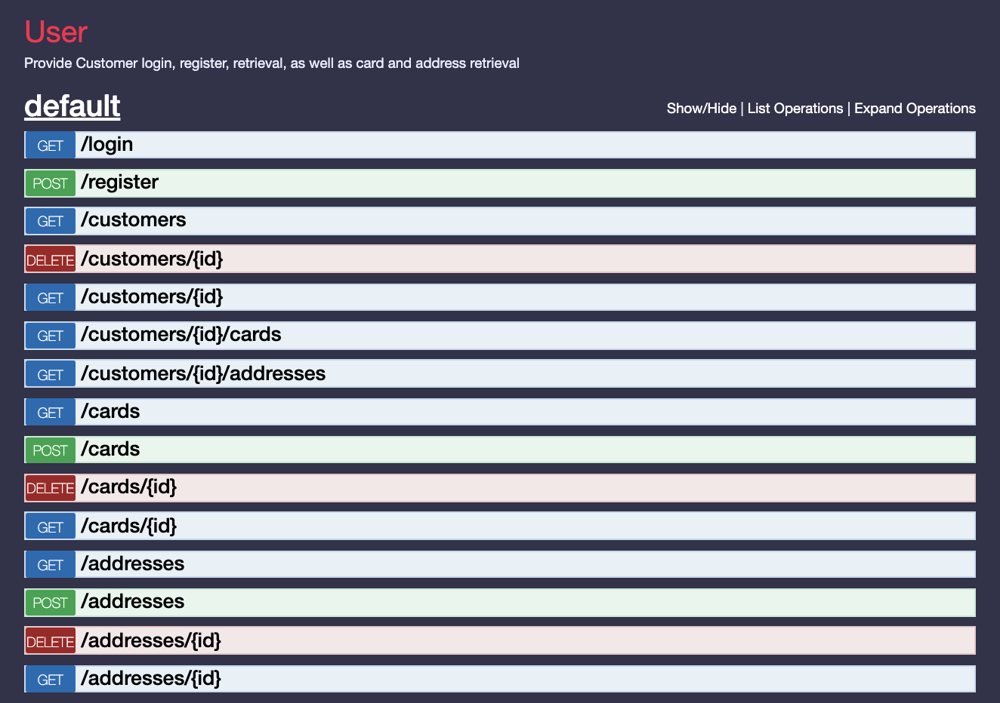 User
Provide Customer login, register, retrieval, as well as card and address retrieval
default
Show/Hide | List Operations | Expand Operations
GET /login
POST /register
GET /customers
DELETE /customers/{id}
GET /customers/{id}
GET /customers/{id}/cards
GET /customers/{id}/addresses
GET /cards
POST /cards
DELETE /cards/{id}
GET /cards/{id}
GET /addresses
POST /addresses
DELETE /addresses/{id}
GET /addresses/{id}